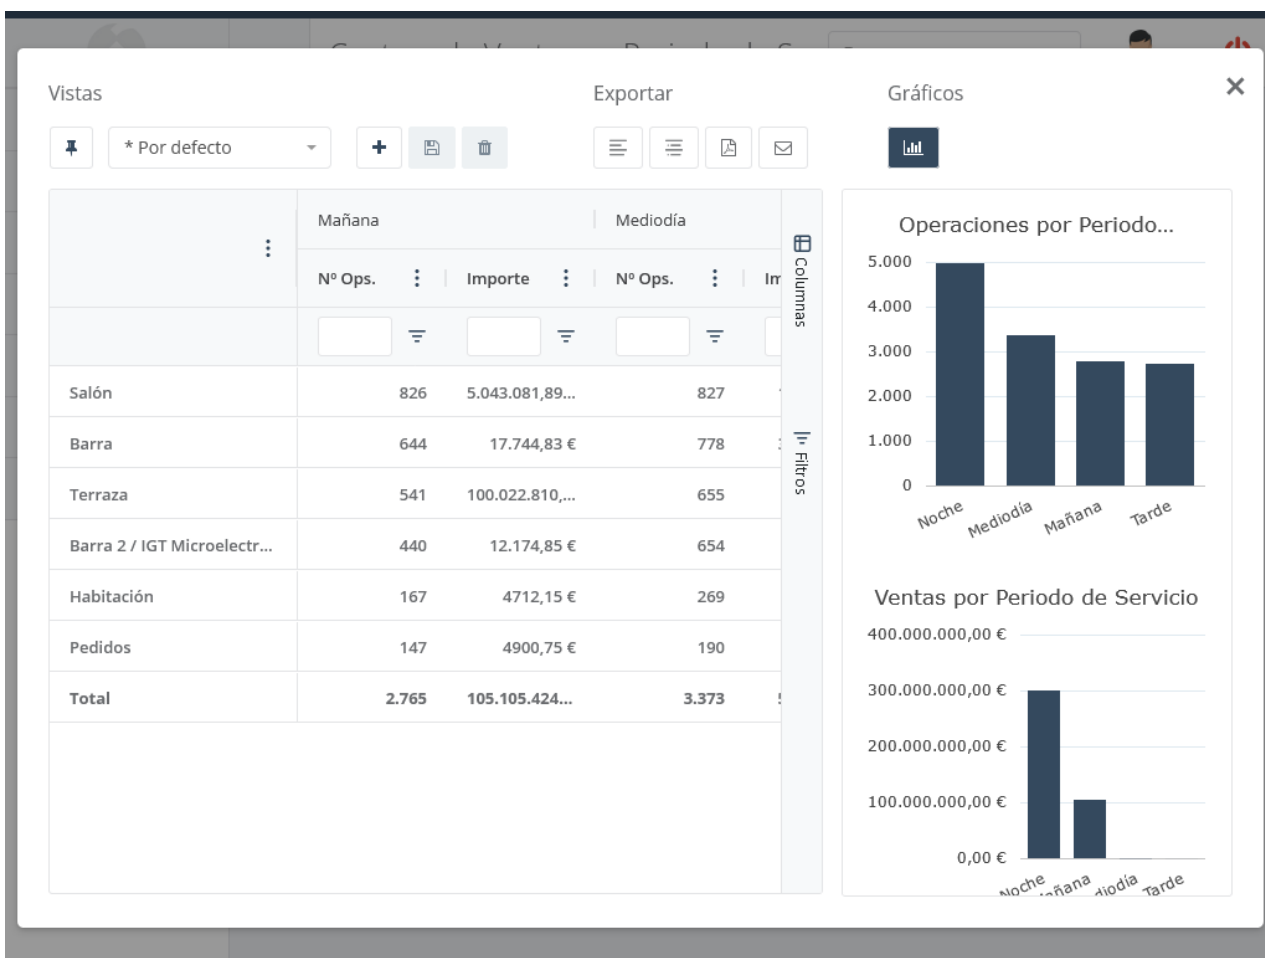 Vistas
Exportar
Gráficos
* Por defecto
Mañana
Mediodía
Nº Ops.
Importe
Nº Ops.
Columnas
Filtros
Salón 826 5.043.081,89... 827
Barra 644 17.744,83 € 778
Terraza 541 100.022.810,... 655
Barra 2 / IGT Microelectr... 440 12.174,85 € 654
Habitación 167 4712,15 € 269
Pedidos 147 4900,75 € 190
Total 2.765 105.105.424... 3.373
Operaciones por Periodo...
5.000
4.000
3.000
2.000
1.000
0
Noche Mediodía Mañana Tarde
Ventas por Periodo de Servicio
400.000.000,00 €
300.000.000,00 €
200.000.000,00 €
100.000.000,00 €
0,00 €
Noche Tarde